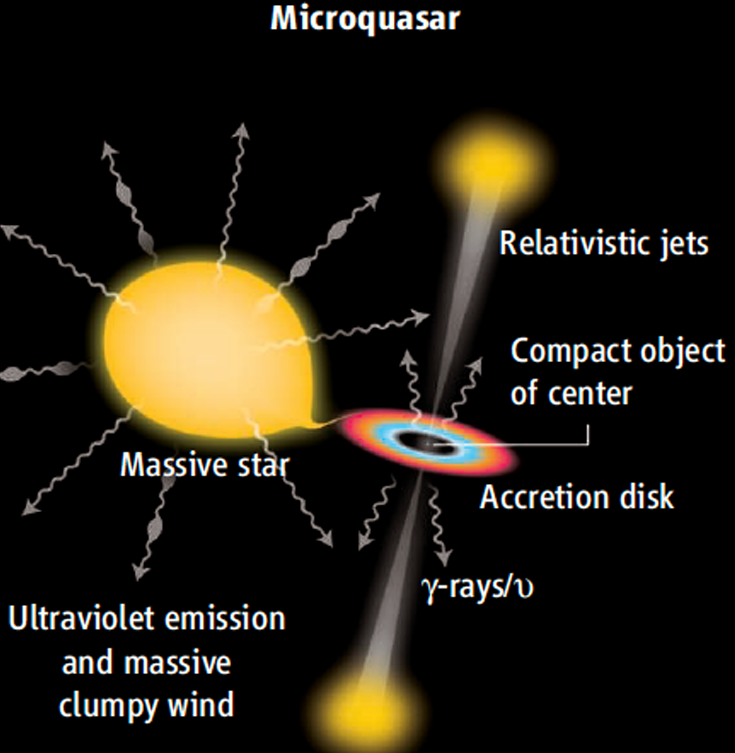 Microquasar
Relativistic jets
Compact object
of center
Massive star
Accretion disk
γ-rays/υ
Ultraviolet emission
and massive
clumpy wind